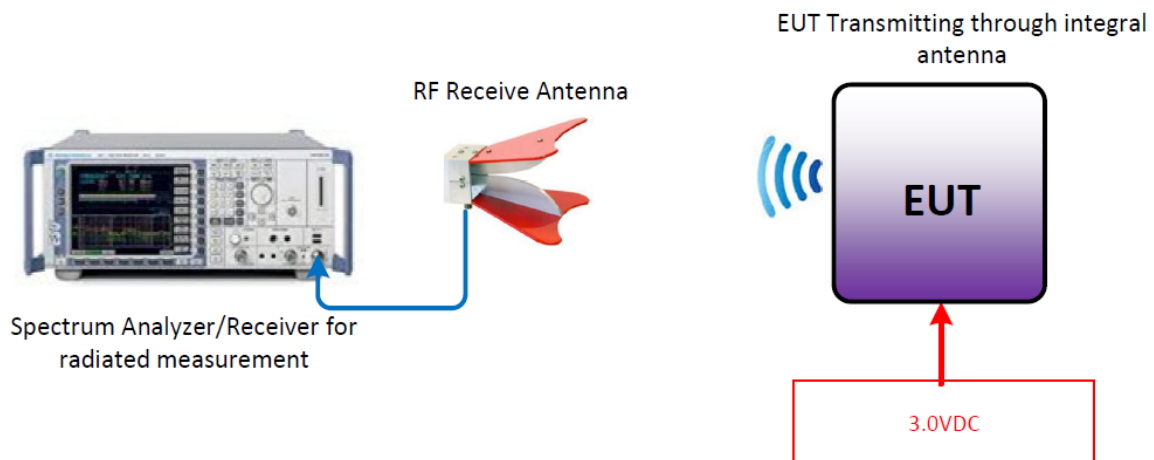 EUT Transmitting through integral
antenna
RF Receive Antenna
EUT
Spectrum Analyzer/Receiver for
radiated measurement
3.0VDC